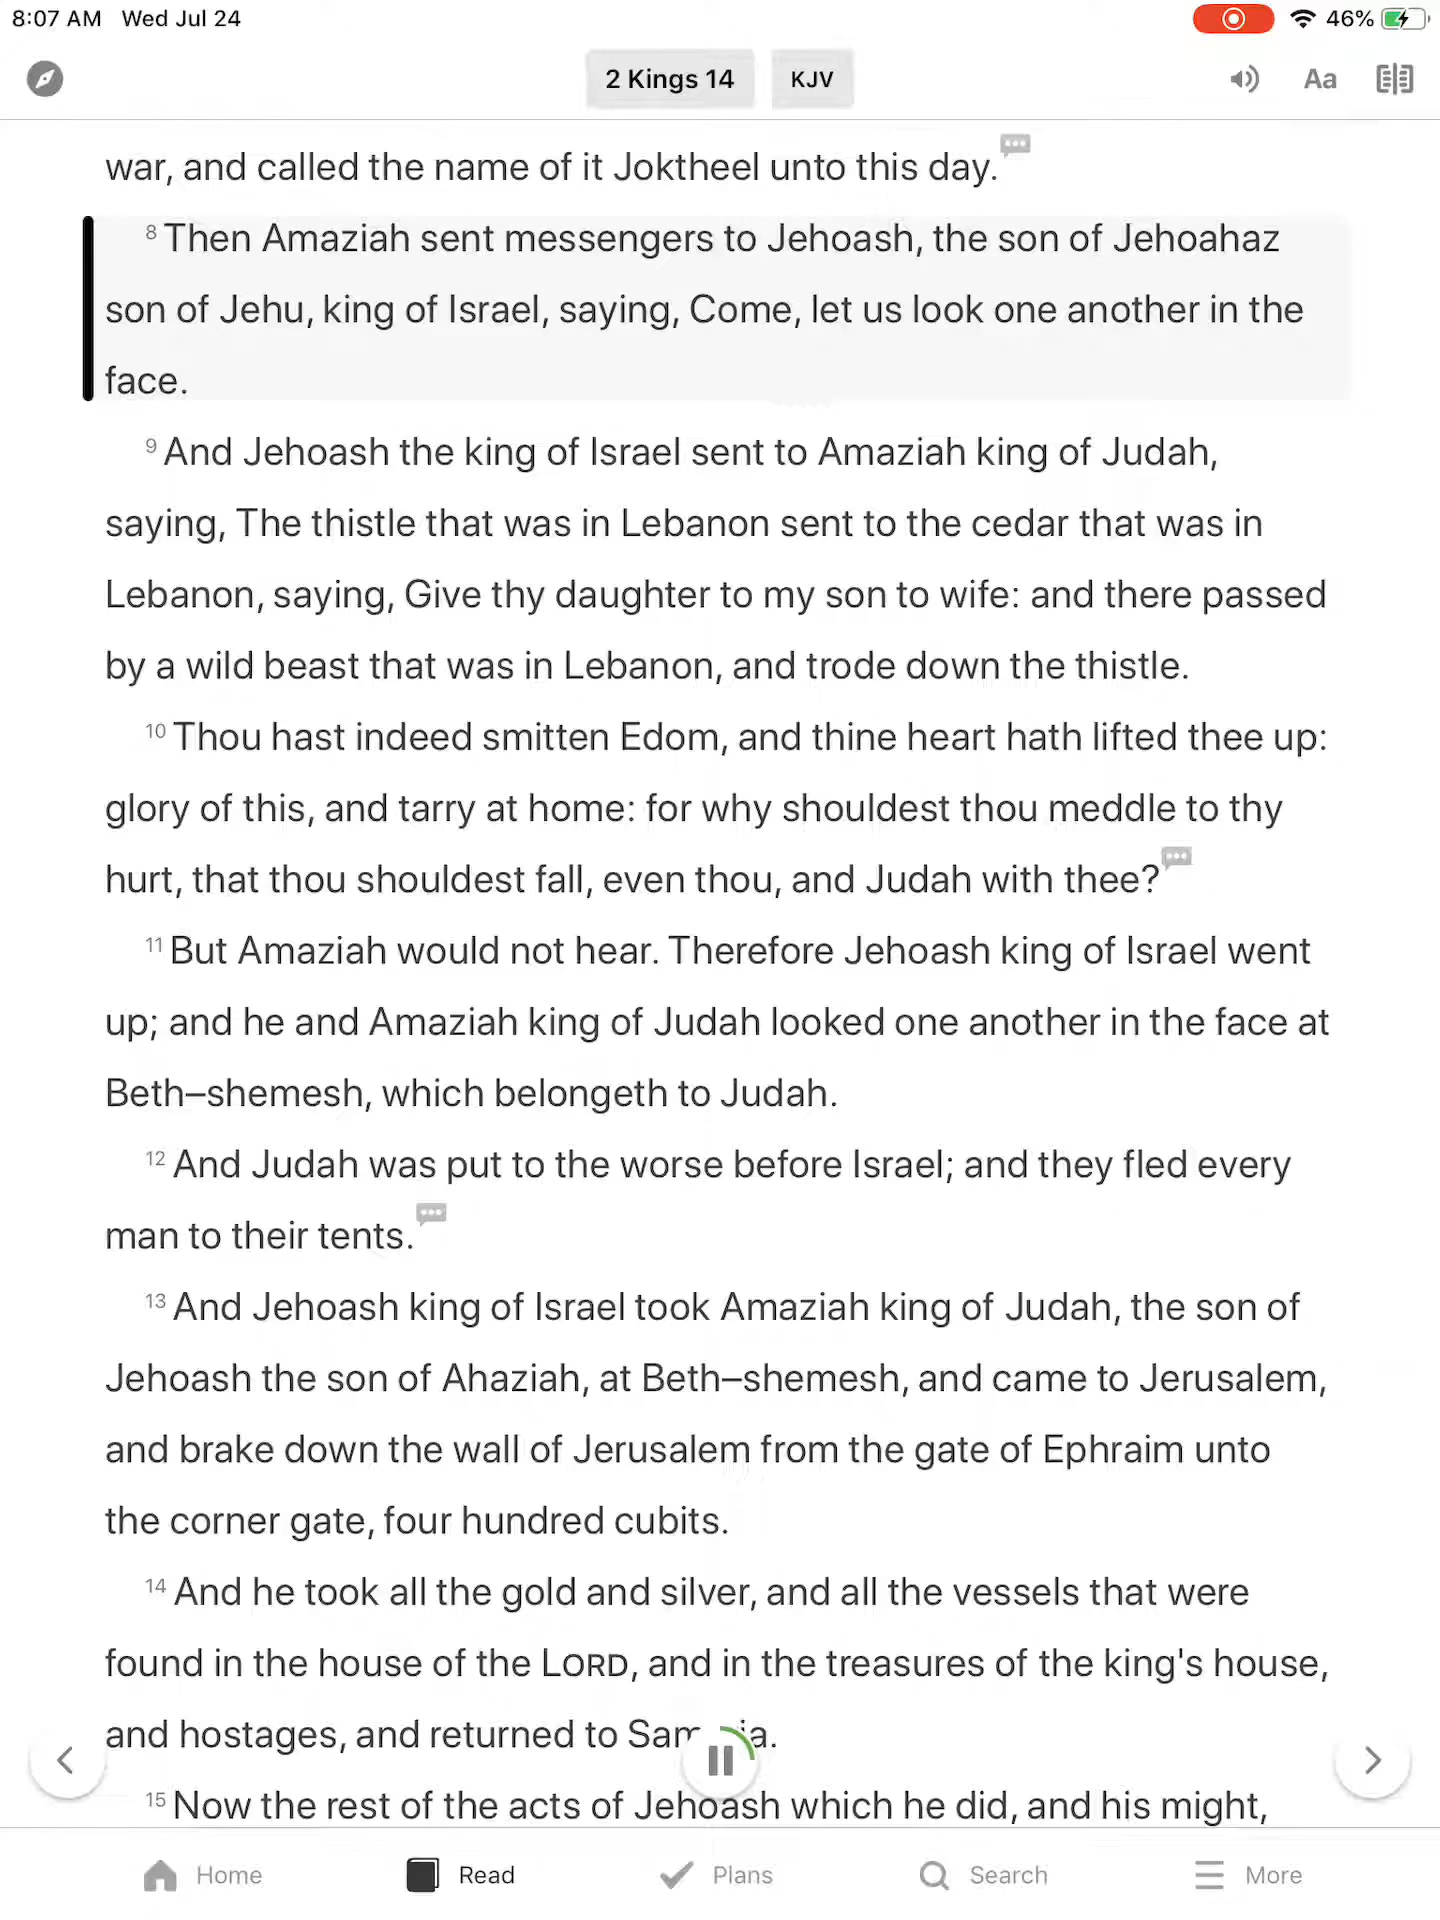 8:07 AM Wed Jul 24 46%
2 Kings 14 KJV Aa
war, and called the name of it Joktheel unto this day.
8 Then Amaziah sent messengers to Jehoash, the son of Jehoahaz
son of Jehu, king of Israel, saying, Come, let us look one another in the
face.
9 And Jehoash the king of Israel sent to Amaziah king of Judah,
saying, The thistle that was in Lebanon sent to the cedar that was in
Lebanon, saying, Give thy daughter to my son to wife: and there passed
by a wild beast that was in Lebanon, and trode down the thistle.
10 Thou hast indeed smitten Edom, and thine heart hath lifted thee up:
glory of this, and tarry at home: for why shouldest thou meddle to thy
hurt, that thou shouldest fall, even thou, and Judah with thee?
11 But Amaziah would not hear. Therefore Jehoash king of Israel went
up; and he and Amaziah king of Judah looked one another in the face at
Beth–shemesh, which belongeth to Judah.
12 And Judah was put to the worse before Israel; and they fled every
man to their tents.
13 And Jehoash king of Israel took Amaziah king of Judah, the son of
Jehoash the son of Ahaziah, at Beth–shemesh, and came to Jerusalem,
and brake down the wall of Jerusalem from the gate of Ephraim unto
the corner gate, four hundred cubits.
14 And he took all the gold and silver, and all the vessels that were
found in the house of the LORD, and in the treasures of the king's house,
and hostages, and returned to
15 Now the rest of the acts of Jehoash which he did, and his might,
Home Read Plans Search More